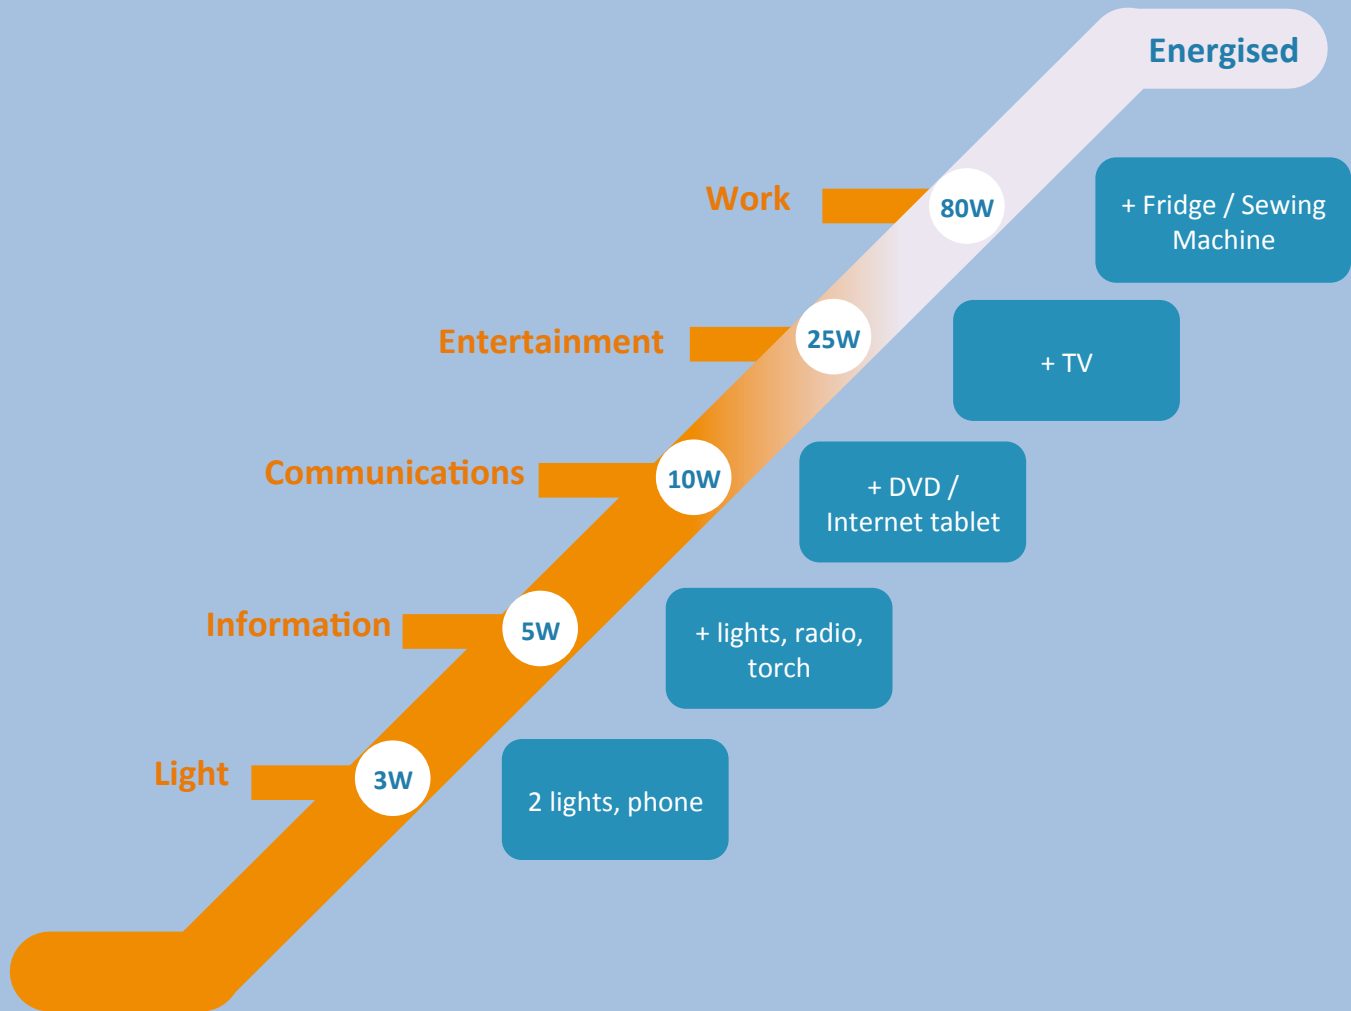 Energised
Work
80W
+ Fridge / Sewing
Machine
Entertainment
25W
+ TV
Communications
10W
+ DVD /
Internet tablet
Information
5W
+ lights, radio,
torch
Light
3W
2 lights, phone